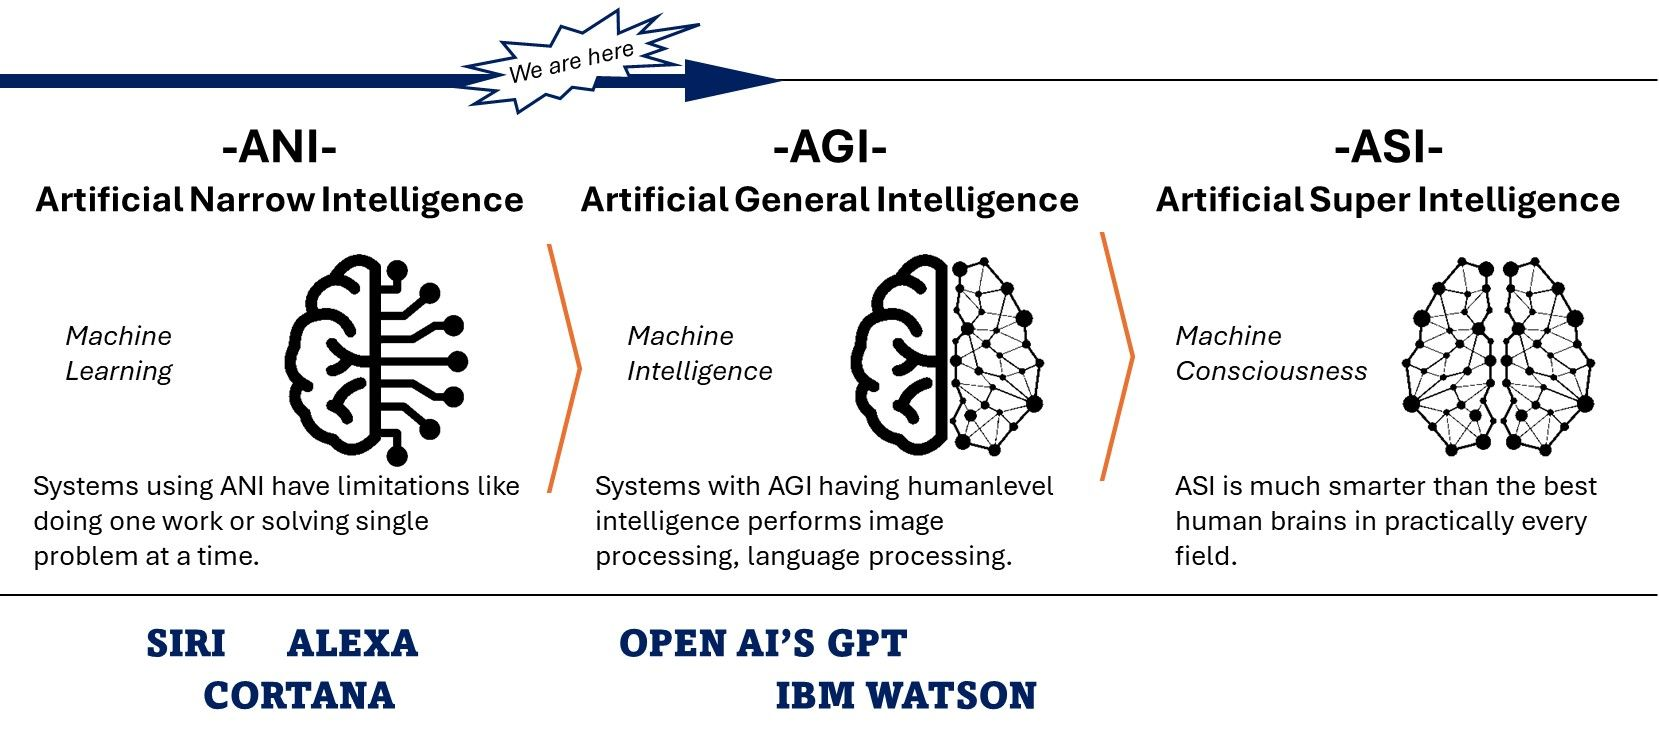 We are here
-ANI-
Artificial Narrow Intelligence
Machine
Learning
Systems using ANI have limitations like
doing one work or solving single
problem at a time.
-AGI-
Artificial General Intelligence
Machine
Intelligence
Systems with AGI having humanlevel
intelligence performs image
processing, language processing.
-ASI-
Artificial Super Intelligence
Machine
Consciousness
ASI is much smarter than the best
human brains in practically every
field.
SIRI ALEXA
CORTANA
OPEN AI’S GPT
IBM WATSON